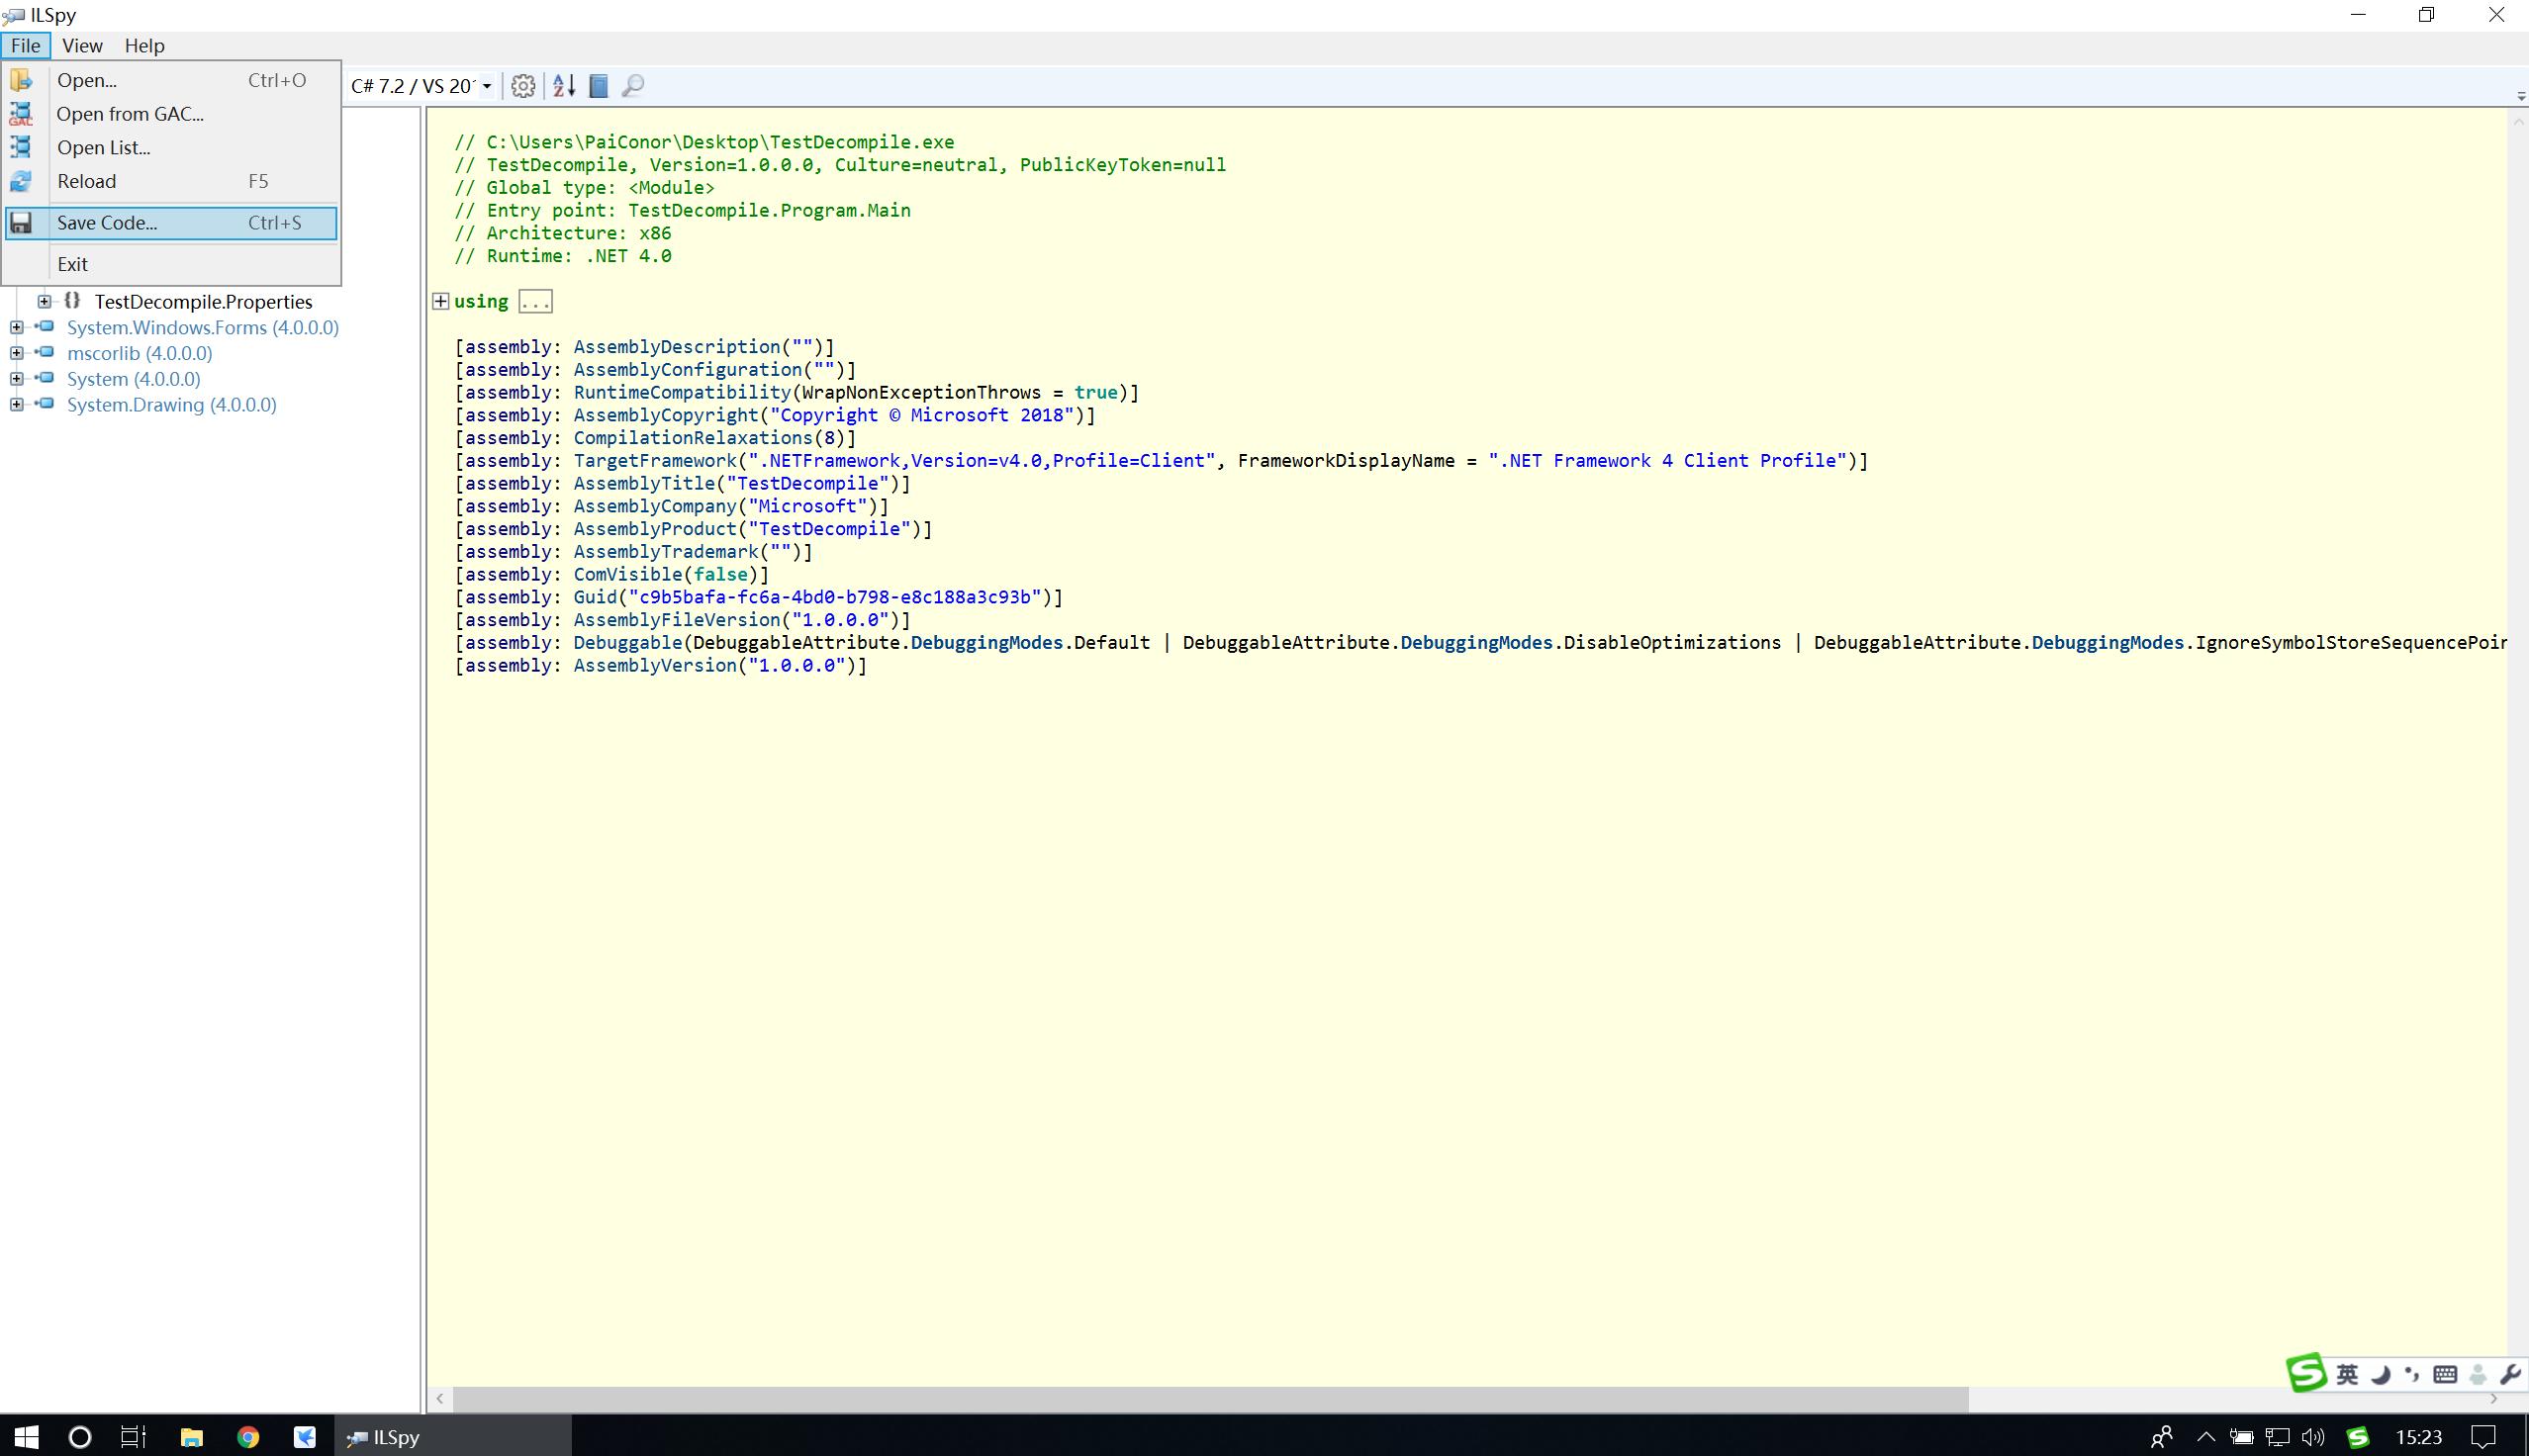 ILSpy
File View Help
Open... Ctrl+O
Open from GAC...
Open List...
Reload F5
Save Code... Ctrl+S
Exit
C# 7.2 / VS 201
TestDecompile.Properties
System.Windows.Forms (4.0.0.0)
mscorlib (4.0.0.0)
System (4.0.0.0)
System.Drawing (4.0.0.0)
// C:\Users\PaiConor\Desktop\TestDecompile.exe
// TestDecompile, Version=1.0.0.0, Culture=neutral, PublicKeyToken=null
// Global type: <Module>
// Entry point: TestDecompile.Program.Main
// Architecture: x86
// Runtime: .NET 4.0
using ...
[assembly: AssemblyDescription("")]
[assembly: AssemblyConfiguration("")]
[assembly: RuntimeCompatibility(WrapNonExceptionThrows = true)]
[assembly: AssemblyCopyright("Copyright © Microsoft 2018")]
[assembly: CompilationRelaxations(8)]
[assembly: TargetFramework(".NETFramework,Version=v4.0,Profile=Client", FrameworkDisplayName = ".NET Framework 4 Client Profile")]
[assembly: AssemblyTitle("TestDecompile")]
[assembly: AssemblyCompany("Microsoft")]
[assembly: AssemblyProduct("TestDecompile")]
[assembly: AssemblyTrademark("")]
[assembly: ComVisible(false)]
[assembly: Guid("c9b5bafa-fc6a-4bd0-b798-e8c188a3c93b")]
[assembly: AssemblyFileVersion("1.0.0.0")]
[assembly: Debuggable(DebuggableAttribute.DebuggingModes.Default | DebuggableAttribute.DebuggingModes.DisableOptimizations | DebuggableAttribute.DebuggingModes.IgnoreSymbolStoreSequencePoin
[assembly: AssemblyVersion("1.0.0.0")]
英
ILSpy
15:23